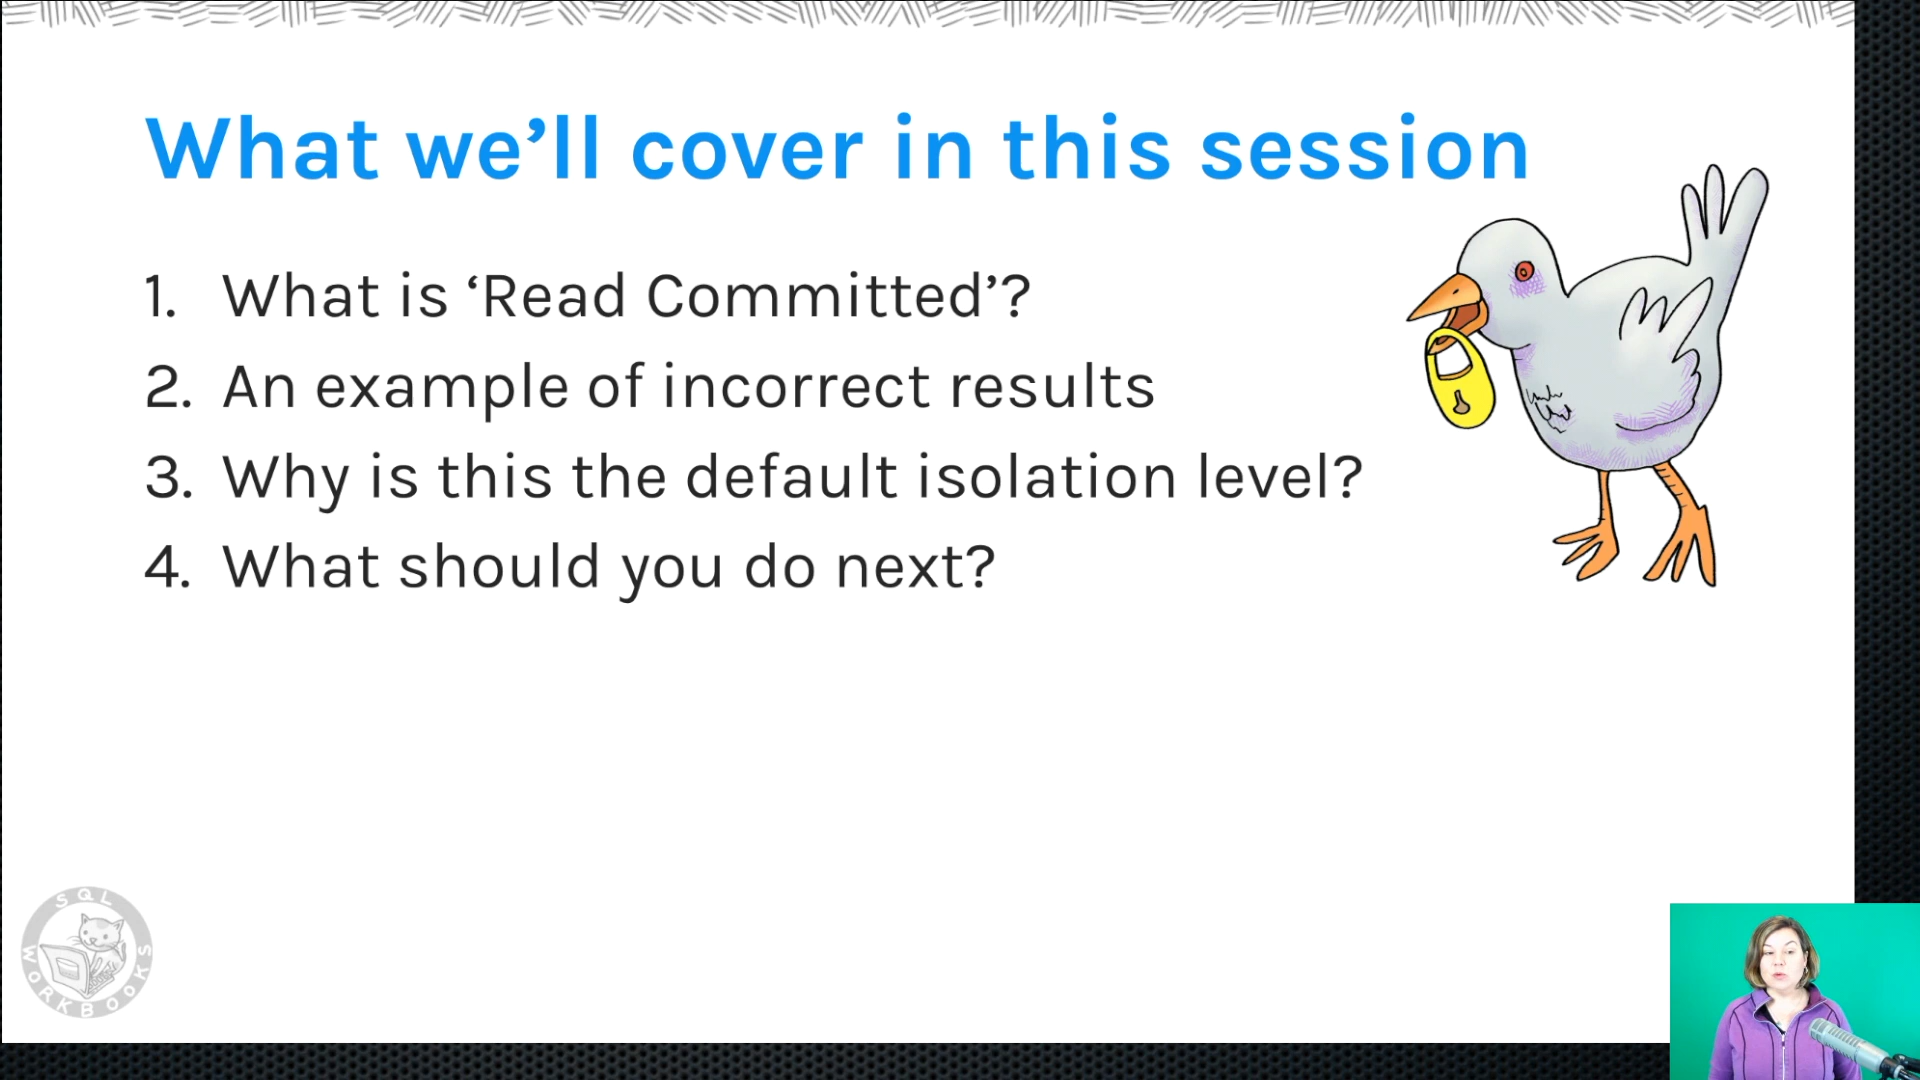 What we’ll cover in this session
1. What is ‘Read Committed’?
2. An example of incorrect results
3. Why is this the default isolation level?
4. What should you do next?
SQL WORKBOOKS